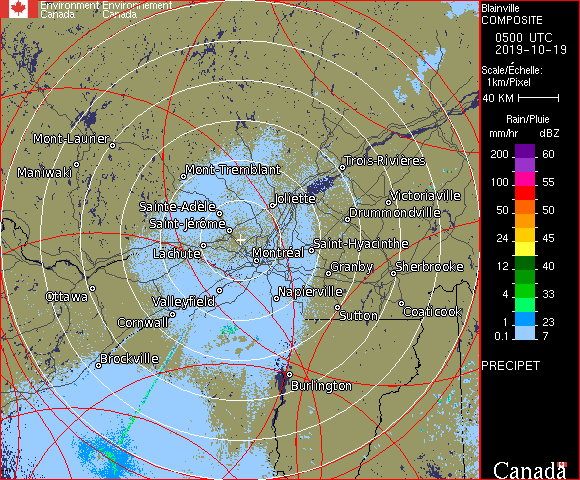 Environment Environnement
Canada Canada
Blainville
COMPOSITE
0500 UTC
2019-10-19
Scale/Échelle:
1km/Pixel
40 KM
Rain/Pluie
mm/hr dBZ
200 60
100 55
50 50
24 45
12 40
4 33
1 23
0.1 7
PRECIPET
Canada
Mont-Laurier
Maniwaki
Mont-Tremblant
Trois-Rivières
Joliette
Victoriaville
Sainte-Adèle
Drummondville
Saint-Jérôme
Saint-Hyacinthe
Lachute
Montréal
Granby
Sherbrooke
Ottawa
Valleyfield
Napierville
Cornwall
Sutton
Coaticook
Brockville
Burlington